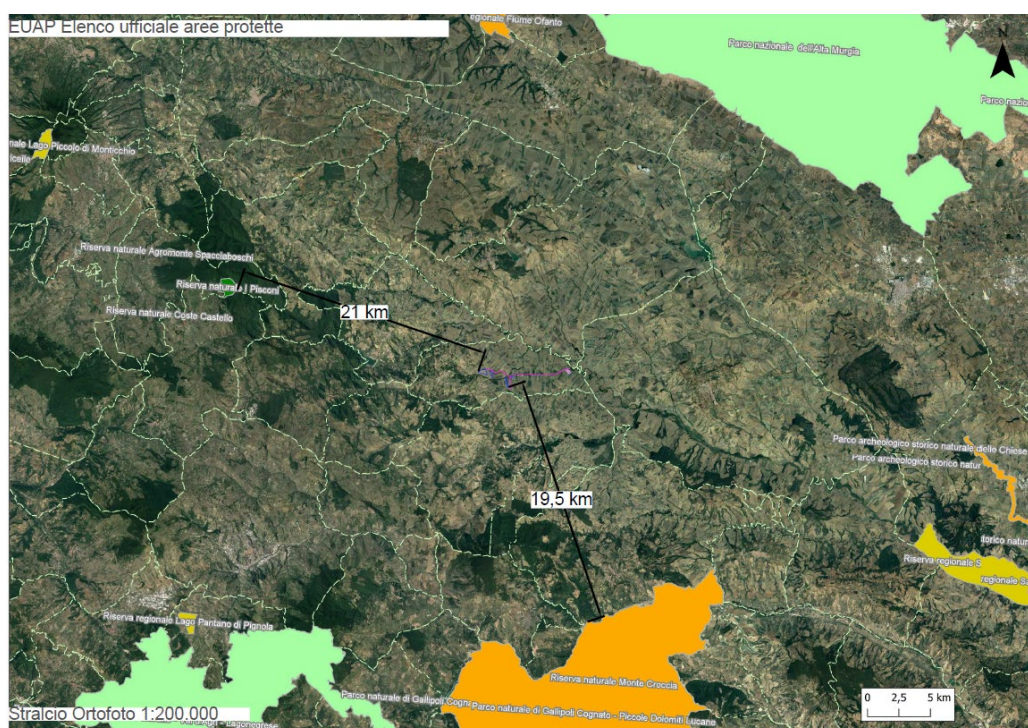 EUAP Elenco ufficiale aree protette
regionale Fiume Ofanto
Parco nazionale dell'Alta Murgia
N
Parco nazio
nale Lago Piccolo di Monticchio
Riserva naturale Agromonte Spacciaboschi
Riserva naturale I Pisconi
Riserva naturale Coste Castello
21 km
19,5 km
Parco archeologico storico naturale delle Chiese
Parco archeologico storico natur
storico natur
Riserva regionale S
regionale S
Riserva regionale Lago Pantano di Pignola
Riserva naturale Monte Croccia
Parco naturale di Gallipoli Cogna
Parco naturale di Gallipoli Cognato - Piccole Dolomiti Lucane
0 2,5 5 km
Stralcio Ortofoto 1:200.000